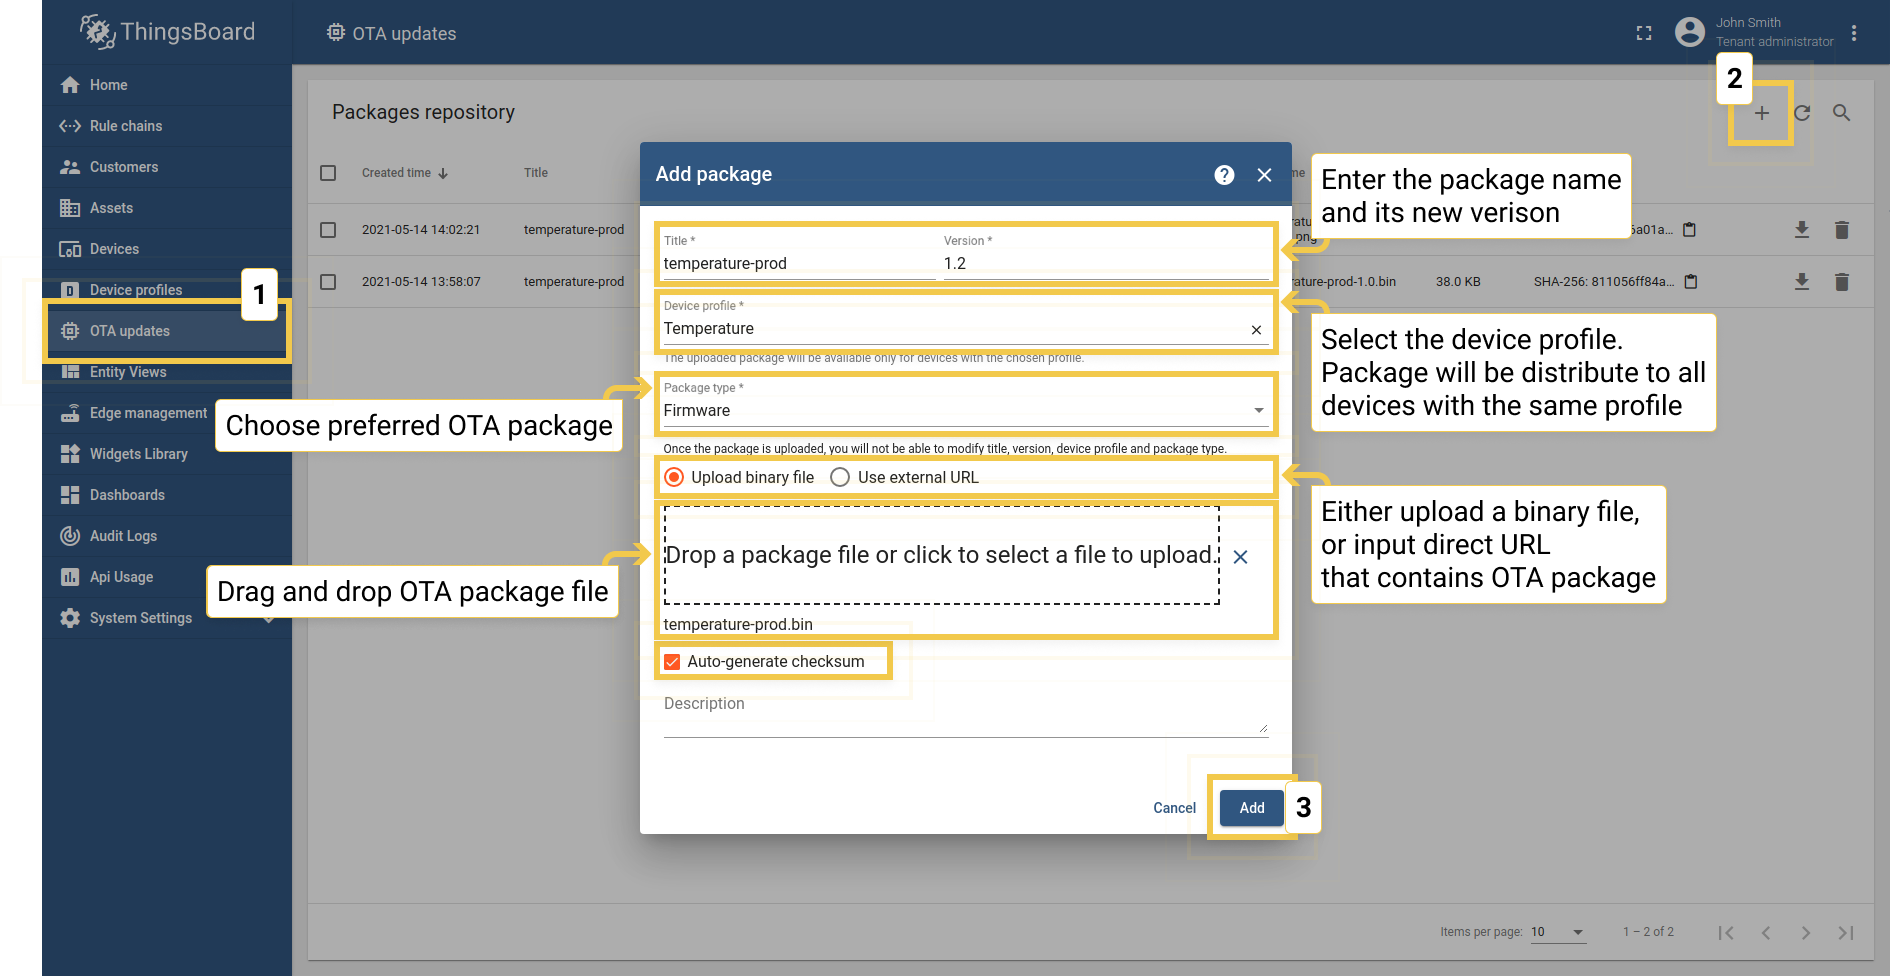 ThingsBoard
OTA updates
John Smith
Tenant administrator
Home
Rule chains
Customers
Assets
Devices
Device profiles
1
OTA updates
Entity Views
Edge management
Widgets Library
Dashboards
Audit Logs
Api Usage
System Settings
Packages repository
2
Created time
Title
2021-05-14 14:02:21
temperature-prod
.png
2021-05-14 13:58:07
temperature-prod
rature-prod-1.0.bin
38.0 KB
SHA-256: 811056ff84a...
Add package
Title *
temperature-prod
Version *
1.2
Enter the package name
and its new verison
Device profile *
Temperature
The uploaded package will be available only for devices with the chosen profile.
Select the device profile.
Package will be distribute to all
devices with the same profile
Package type *
Firmware
Choose preferred OTA package
Once the package is uploaded, you will not be able to modify title, version, device profile and package type.
Upload binary file
Use external URL
Either upload a binary file,
or input direct URL
that contains OTA package
Drop a package file or click to select a file to upload.
temperature-prod.bin
Drag and drop OTA package file
Auto-generate checksum
Description
Cancel
Add
3
Items per page:
10
1 – 2 of 2